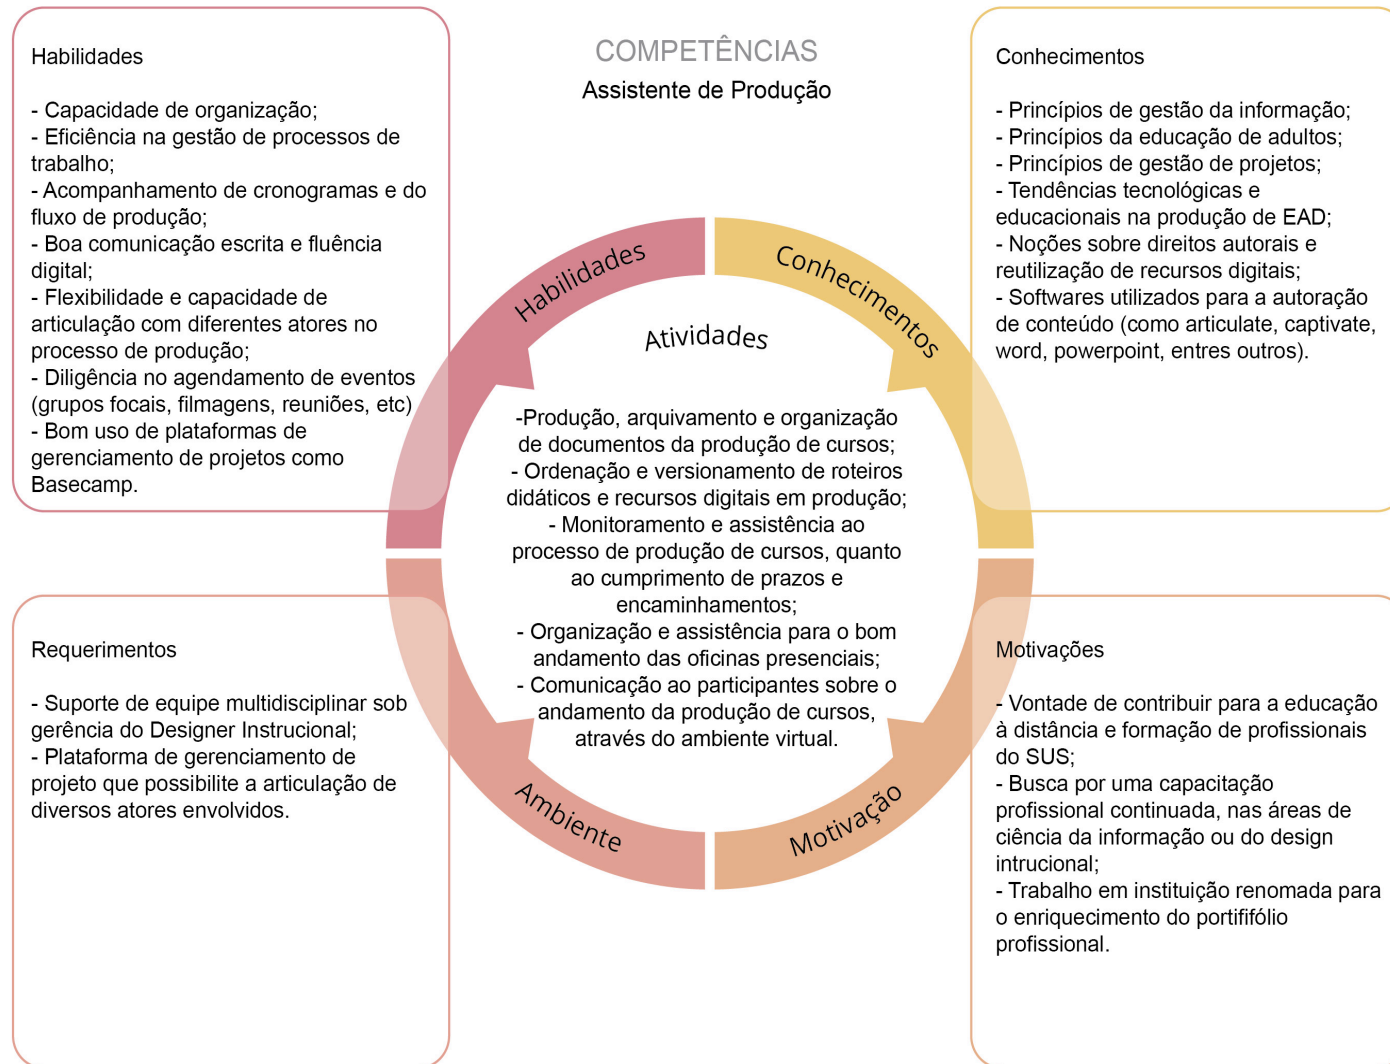 COMPETÊNCIAS
Assistente de Produção
Habilidades
- Capacidade de organização;
- Eficiência na gestão de processos de
trabalho;
- Acompanhamento de cronogramas e do
fluxo de produção;
- Boa comunicação escrita e fluência
digital;
- Flexibilidade e capacidade de
articulação com diferentes atores no
processo de produção;
- Diligência no agendamento de eventos
(grupos focais, filmagens, reuniões, etc)
- Bom uso de plataformas de
gerenciamento de projetos como
Basecamp.
Conhecimentos
- Princípios de gestão da informação;
- Princípios da educação de adultos;
- Princípios de gestão de projetos;
- Tendências tecnológicas e
educacionais na produção de EAD;
- Noções sobre direitos autorais e
reutilização de recursos digitais;
- Softwares utilizados para a autoração
de conteúdo (como articulate, captivate,
word, powerpoint, entres outros).
Habilidades
Conhecimentos
Atividades
-Produção, arquivamento e organização
de documentos da produção de cursos;
- Ordenação e versionamento de roteiros
didáticos e recursos digitais em produção;
- Monitoramento e assistência ao
processo de produção de cursos, quanto
ao cumprimento de prazos e
encaminhamentos;
- Organização e assistência para o bom
andamento das oficinas presenciais;
- Comunicação ao participantes sobre o
andamento da produção de cursos,
através do ambiente virtual.
Ambiente
Motivação
Requerimentos
- Suporte de equipe multidisciplinar sob
gerência do Designer Instrucional;
- Plataforma de gerenciamento de
projeto que possibilite a articulação de
diversos atores envolvidos.
Motivações
- Vontade de contribuir para a educação
à distância e formação de profissionais
do SUS;
- Busca por uma capacitação
profissional continuada, nas áreas de
ciência da informação ou do design
intrucional;
- Trabalho em instituição renomada para
o enriquecimento do portififólio
profissional.